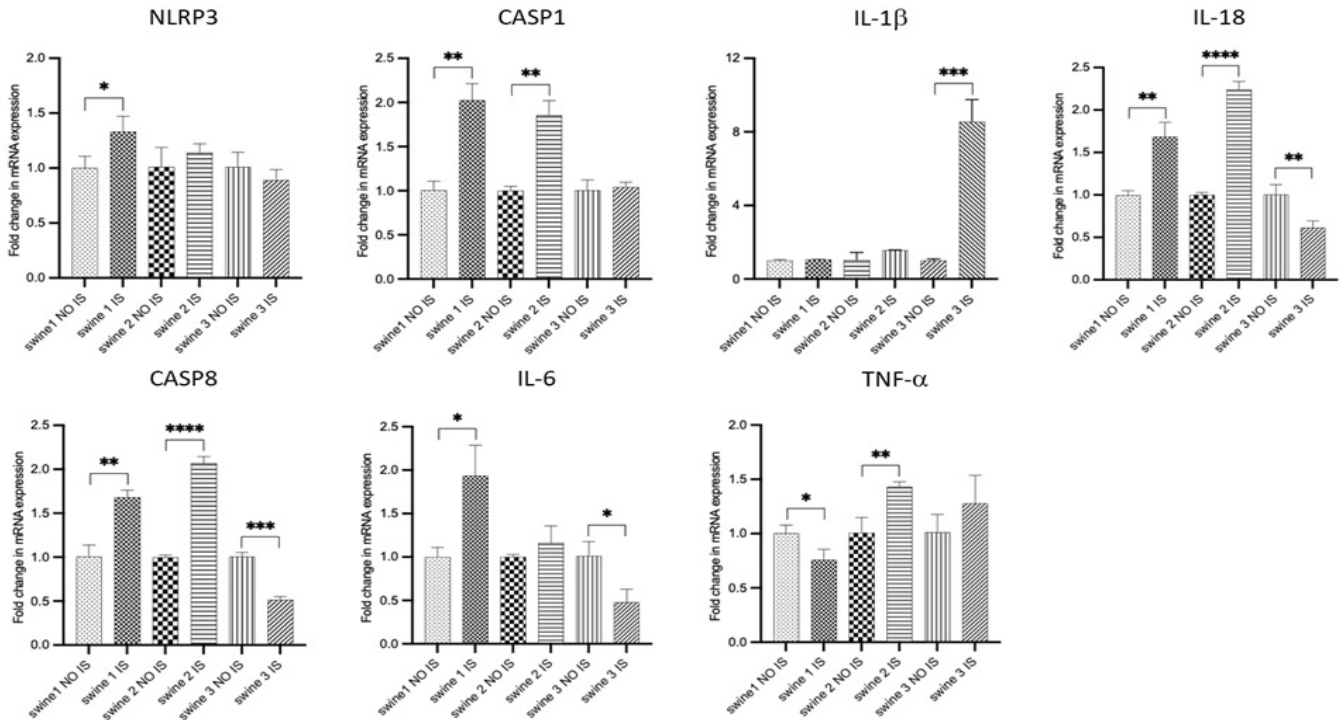 NLRP3
CASP1
IL-1β
IL-18
Fold change in mRNA expression
2.0
1.5
1.0
0.5
0.0
*
swine1 NO IS
swine 1 IS
swine 2 NO IS
swine 2 IS
swine 3 NO IS
swine 3 IS
Fold change in mRNA expression
2.5
2.0
1.5
1.0
0.5
0.0
**
**
swine1 NO IS
swine 1 IS
swine 2 NO IS
swine 2 IS
swine 3 NO IS
swine 3 IS
Fold change in mRNA expression
12
8
4
0
***
swine1 NO IS
swine 1 IS
swine 2 NO IS
swine 2 IS
swine 3 NO IS
swine 3 IS
Fold change in mRNA expression
2.5
2.0
1.5
1.0
0.5
0.0
**
****
**
swine1 NO IS
swine 1 IS
swine 2 NO IS
swine 2 IS
swine 3 NO IS
swine 3 IS
CASP8
IL-6
TNF-α
Fold change in mRNA expression
2.5
2.0
1.5
1.0
0.5
0.0
**
****
***
swine1 NO IS
swine 1 IS
swine 2 NO IS
swine 2 IS
swine 3 NO IS
swine 3 IS
Fold change in mRNA expression
2.5
2.0
1.5
1.0
0.5
0.0
*
*
swine1 NO IS
swine 1 IS
swine 2 NO IS
swine 2 IS
swine 3 NO IS
swine 3 IS
Fold change in mRNA expression
2.0
1.5
1.0
0.5
0.0
*
**
swine1 NO IS
swine 1 IS
swine 2 NO IS
swine 2 IS
swine 3 NO IS
swine 3 IS